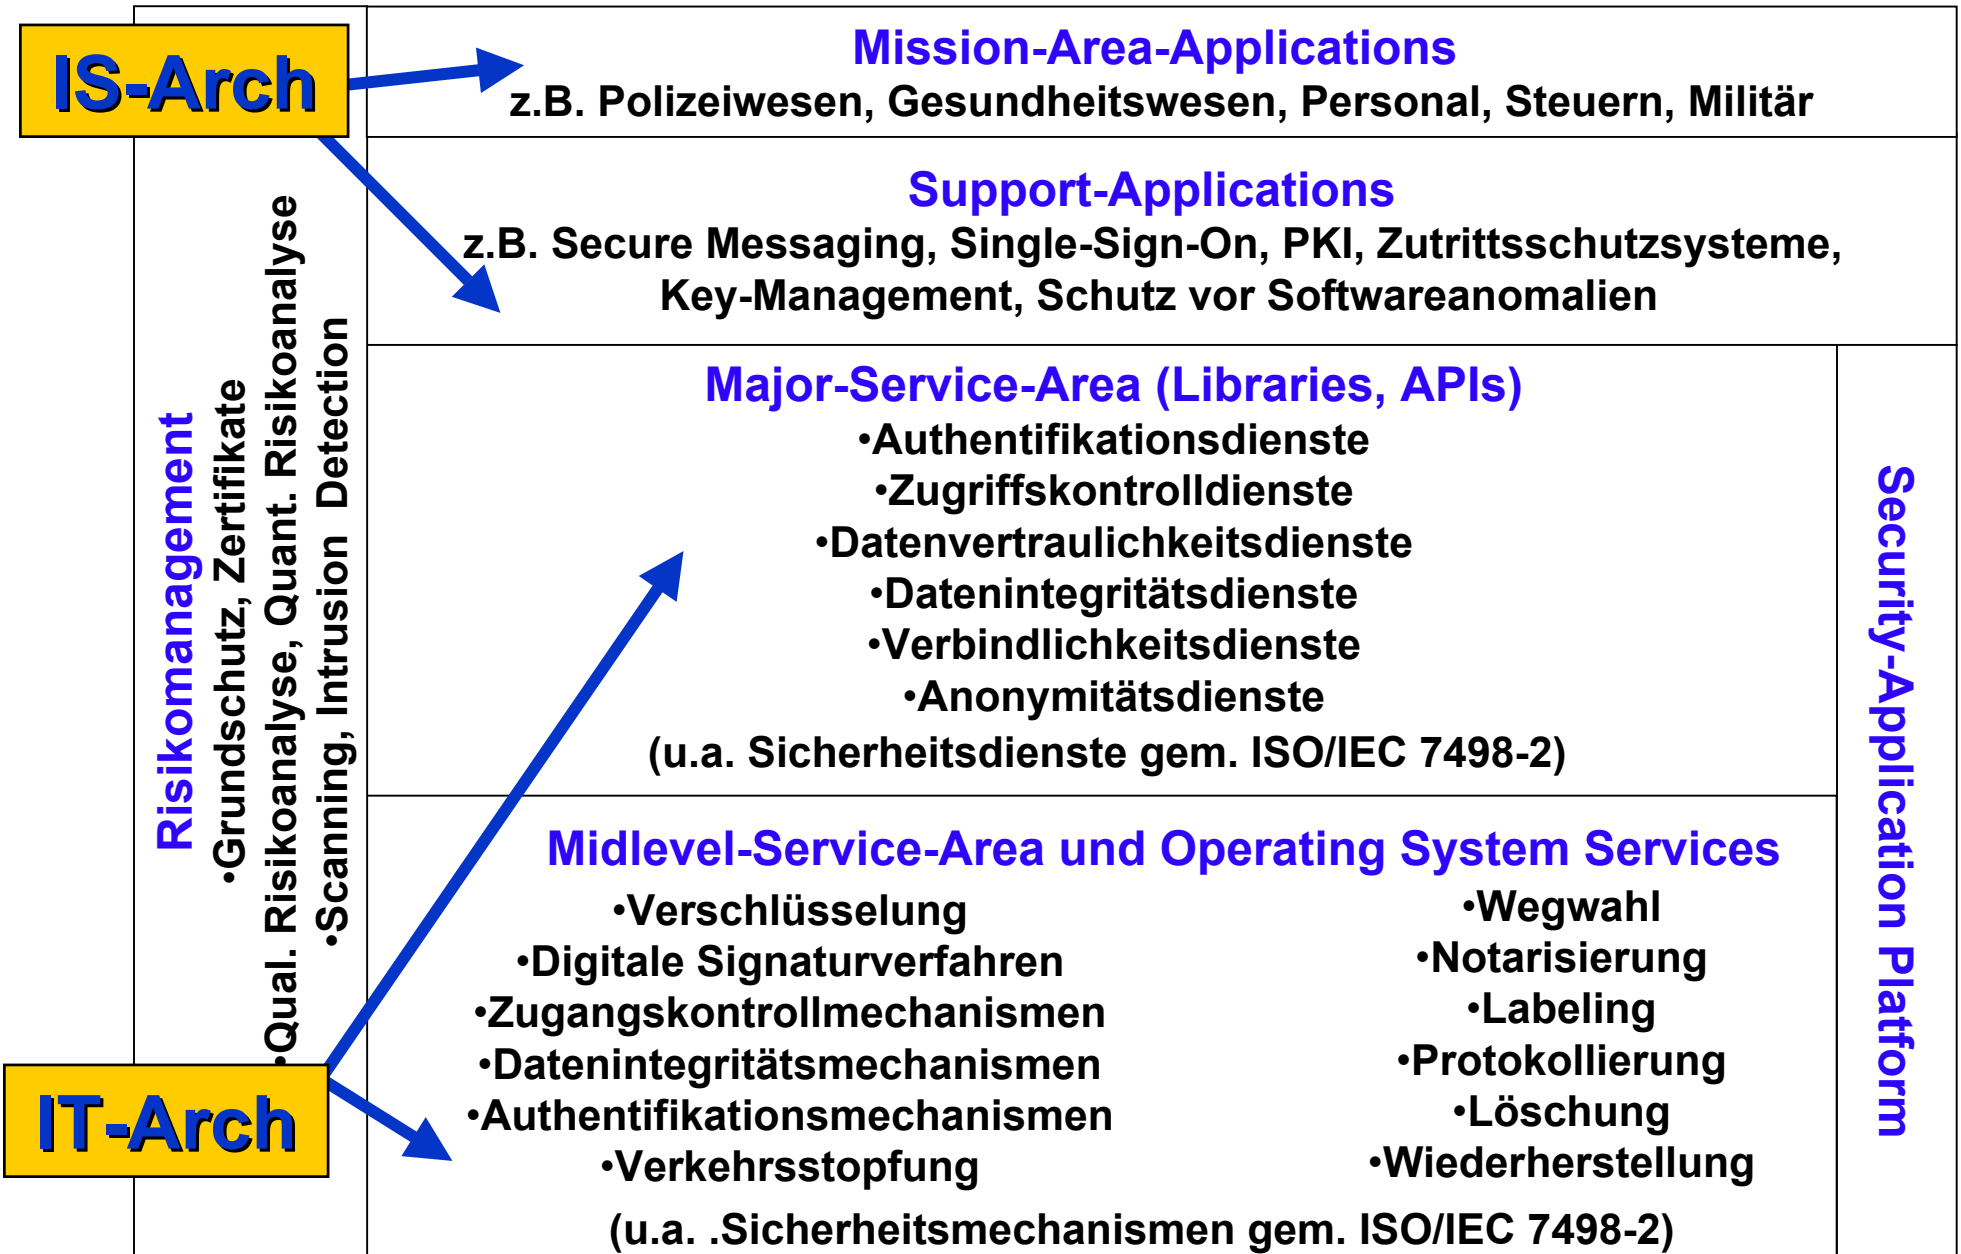 IS-Arch
Mission-Area-Applications
z.B. Polizeiwesen, Gesundheitswesen, Personal, Steuern, Militär
Support-Applications
z.B. Secure Messaging, Single-Sign-On, PKI, Zutrittsschutzsysteme,
Key-Management, Schutz vor Softwareanomalien
Risikomanagement
•Grundschutz, Zertifikate
•Qual. Risikoanalyse, Quant. Risikoanalyse
•Scanning, Intrusion Detection
Major-Service-Area (Libraries, APIs)
•Authentifikationsdienste
•Zugriffskontrolldienste
•Datenvertraulichkeitsdienste
•Datenintegritätsdienste
•Verbindlichkeitsdienste
•Anonymitätsdienste
(u.a. Sicherheitsdienste gem. ISO/IEC 7498-2)
Security-Application Platform
Midlevel-Service-Area und Operating System Services
•Verschlüsselung
•Digitale Signaturverfahren
•Zugangskontrollmechanismen
•Datenintegritätsmechanismen
•Authentifikationsmechanismen
•Verkehrsstopfung
•Wegwahl
•Notarisierung
•Labeling
•Protokollierung
•Löschung
•Wiederherstellung
(u.a. .Sicherheitsmechanismen gem. ISO/IEC 7498-2)
IT-Arch